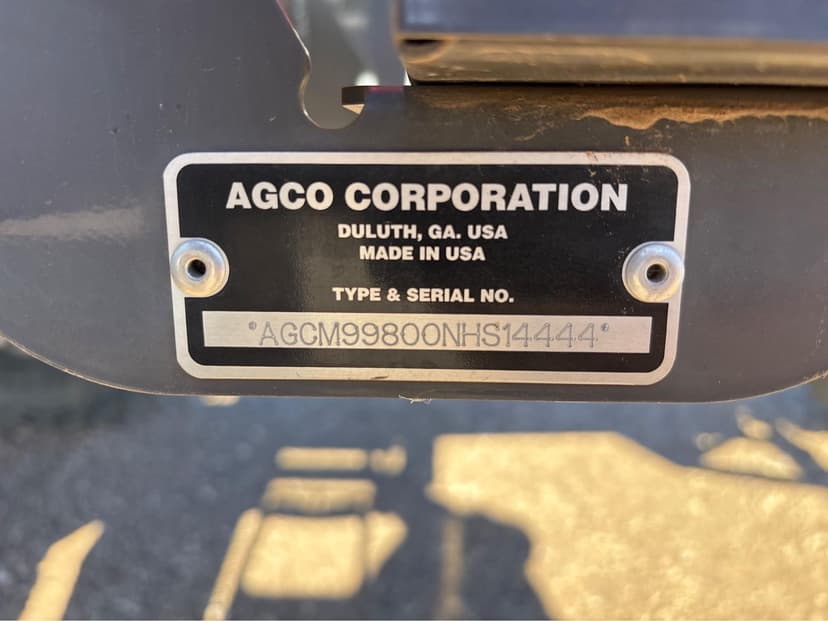 AGCO CORPORATION
DULUTH, GA. USA
MADE IN USA
TYPE & SERIAL NO.
*AGCM99800NHS14444*